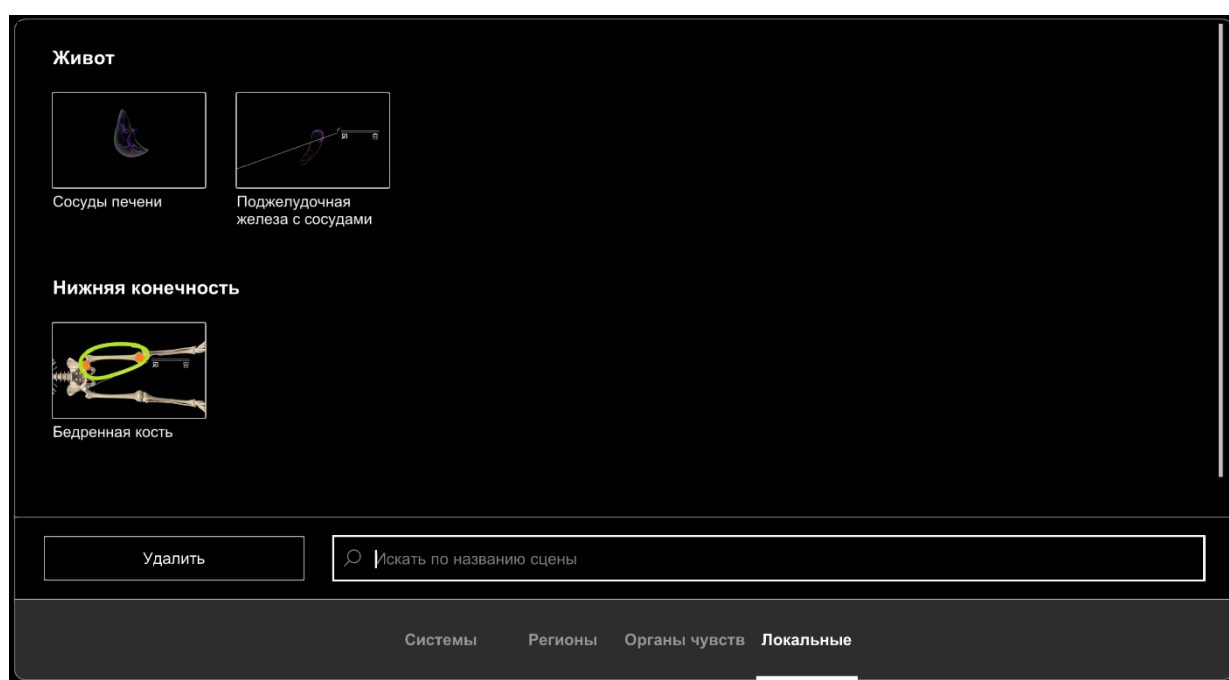 Живот
Сосуды печени
Поджелудочная
железа с сосудами
Нижняя конечность
Бедренная кость
Удалить
Искать по названию сцены
Системы Регионы Органы чувств Локальные